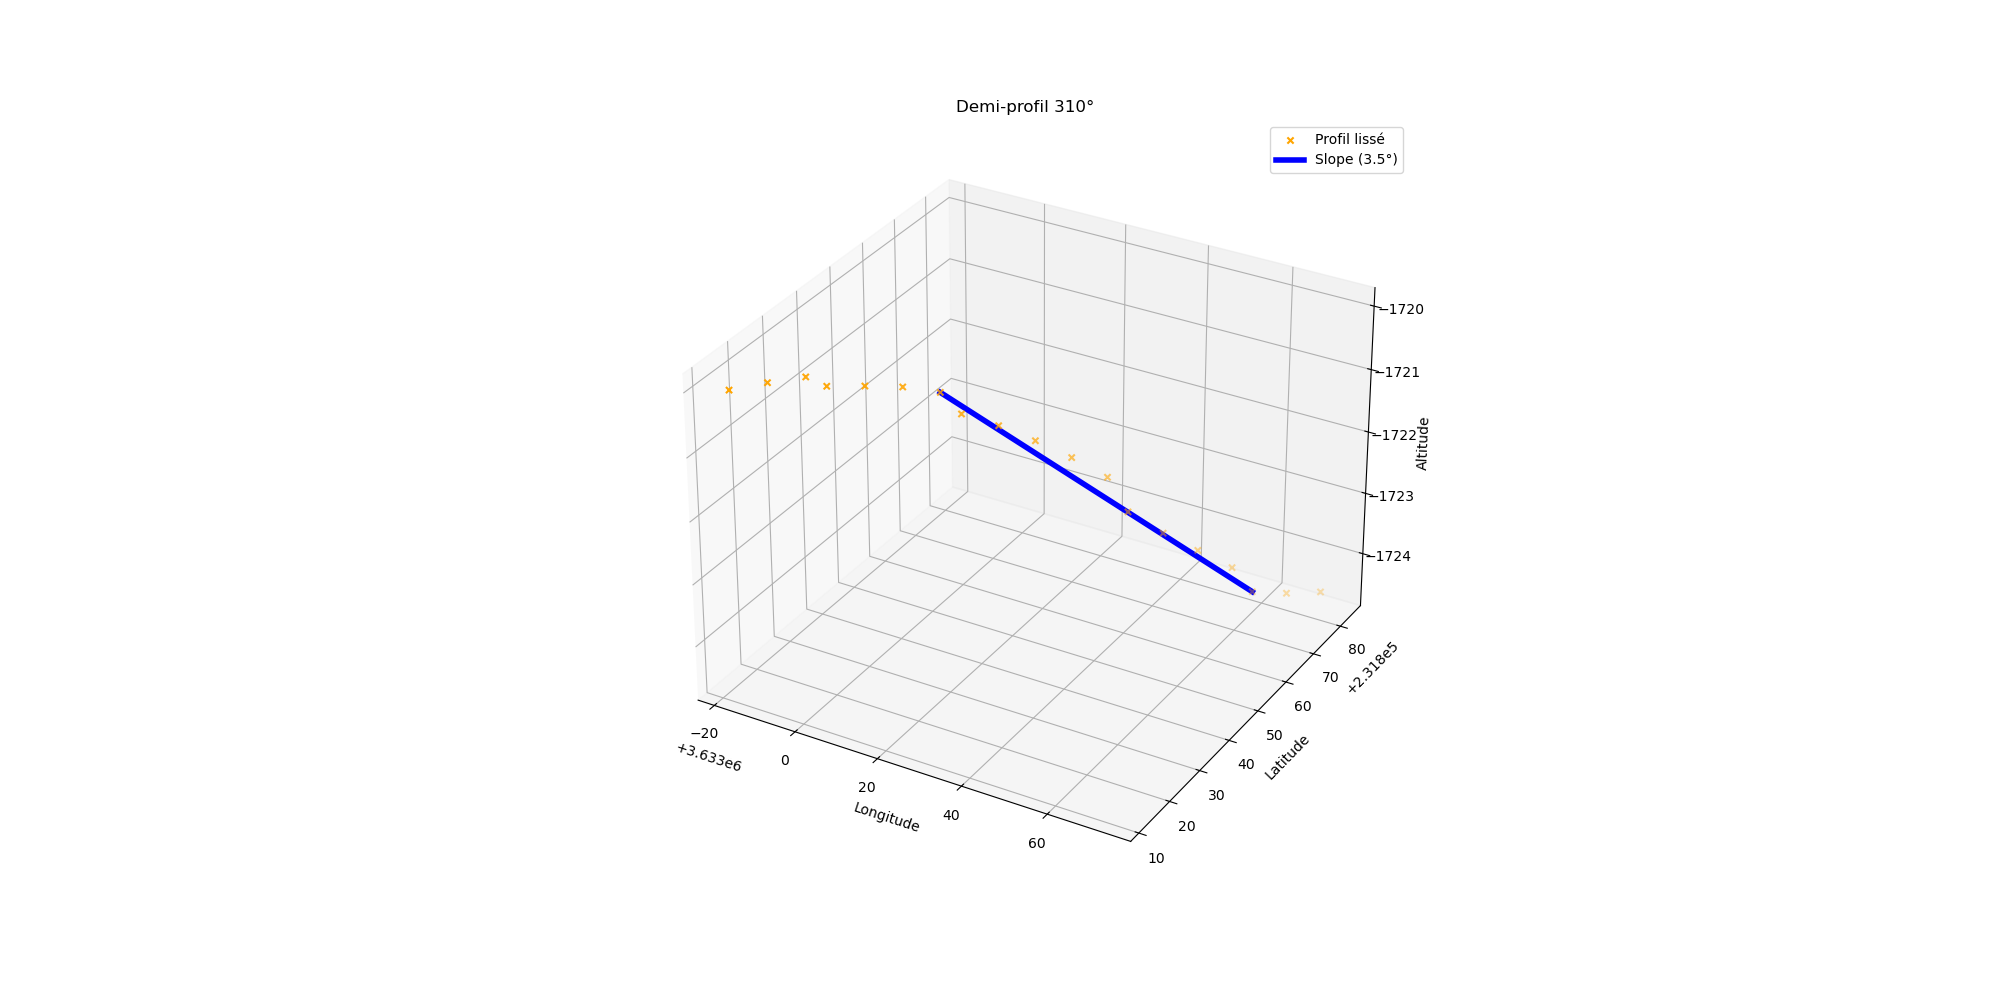 Demi-profil 310°
Profil lissé
Slope (3.5°)
−1720
−1721
−1722
−1723
−1724
Altitude
80
70
60
50
40
30
20
10
+2.318e5
Latitude
−20
0
20
40
60
+3.633e6
Longitude